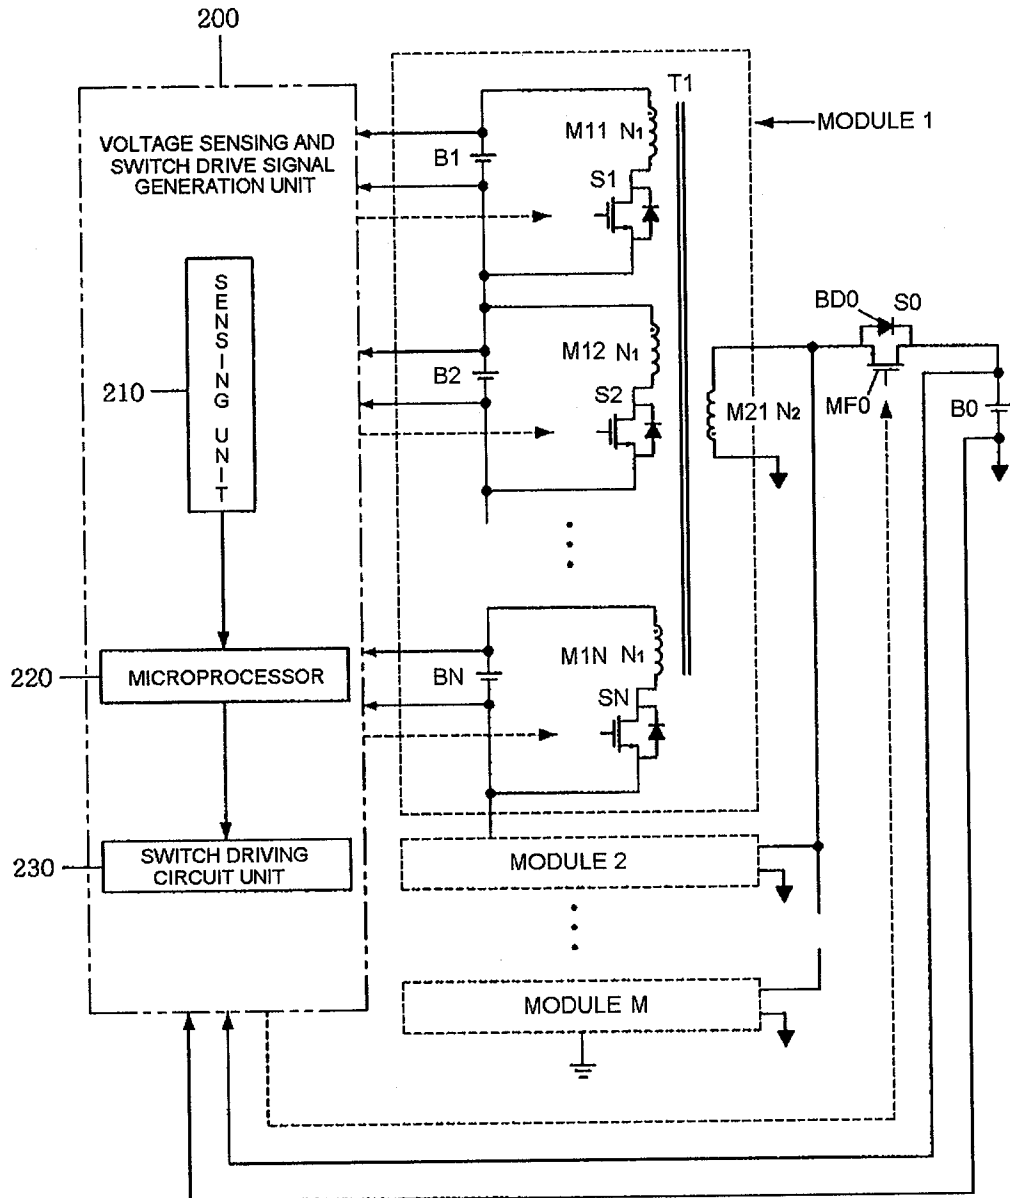 200
VOLTAGE SENSING AND
SWITCH DRIVE SIGNAL
GENERATION UNIT
T1
MODULE 1
M11 N1
B1
S1
SENSING UNIT
210
M12 N1
B2
S2
BD0
S0
M21 N2
MF0
B0
M1N N1
BN
SN
220
MICROPROCESSOR
230
SWITCH DRIVING
CIRCUIT UNIT
MODULE 2
MODULE M